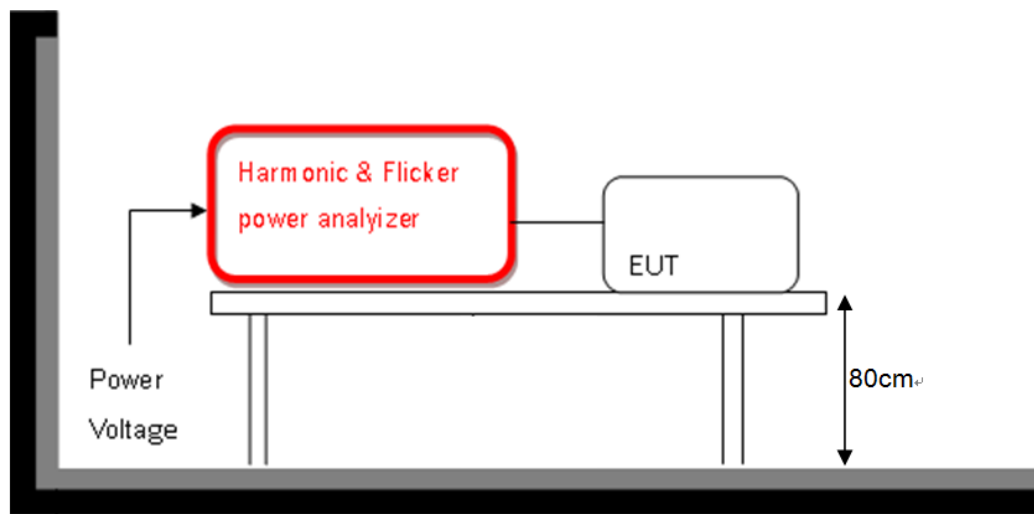 Harmonic & Flicker
power analyizer
EUT
Power
Voltage
80cm